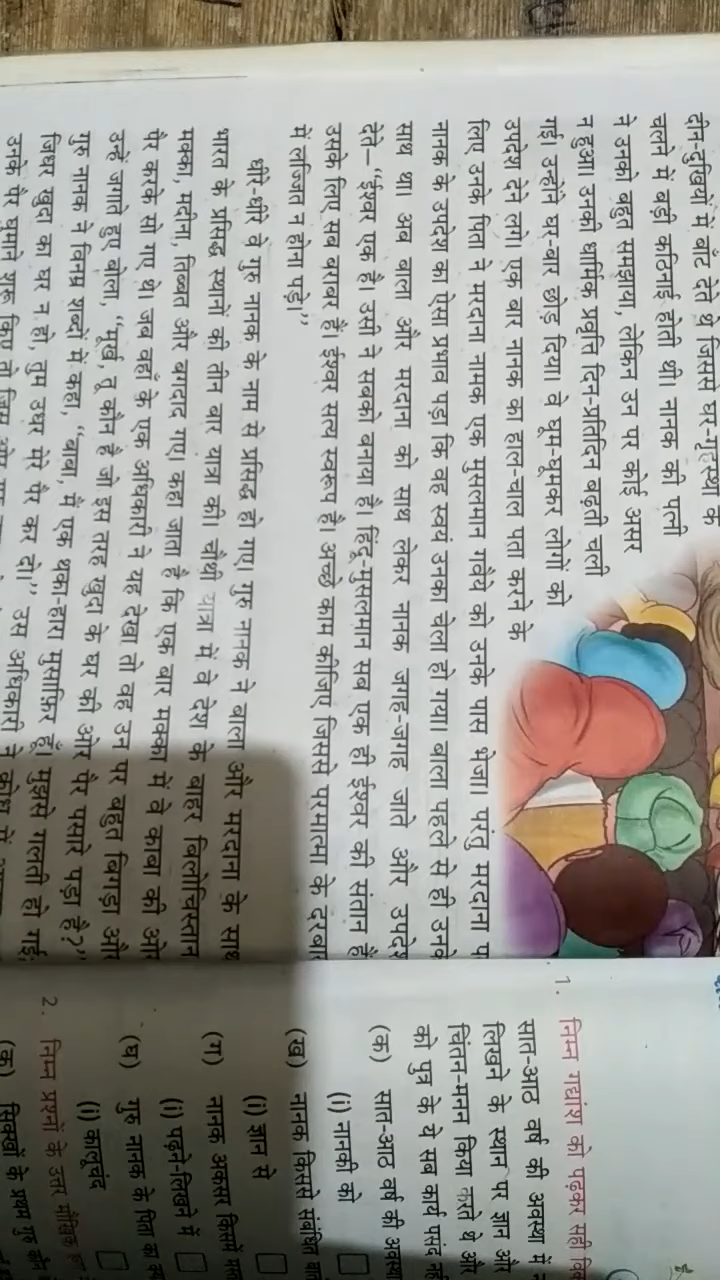 दीन-दुखियों में बाँट देते थे जिससे घर-गृहस्थी के
चलने में बड़ी कठिनाई होती थी। नानक की पत्नी
ने उनको बहुत समझाया, लेकिन उन पर कोई असर
न हुआ। उनकी धार्मिक प्रवृत्ति दिन-प्रतिदिन बढ़ती चली
गई। उन्होंने घर-बार छोड़ दिया। वे घूम-घूमकर लोगों को
उपदेश देने लगे। एक बार नानक का हाल-चाल पता करने के
लिए उनके पिता ने मरदाना नामक एक मुसलमान गवैये को उनके पास भेजा। परंतु मरदाना प
नानक के उपदेश का ऐसा प्रभाव पड़ा कि वह स्वयं उनका चेला हो गया। बाला पहले से ही उनके
साथ था। अब बाला और मरदाना को साथ लेकर नानक जगह-जगह जाते और उपदेश
देते– “ईश्वर एक है। उसी ने सबको बनाया है। हिंदू-मुसलमान सब एक ही ईश्वर की संतान हैं
उसके लिए सब बराबर हैं। ईश्वर सत्य स्वरूप है। अच्छे काम कीजिए जिससे परमात्मा के दरबार
में लज्जित न होना पड़े।”
धीरे-धीरे वे गुरु नानक के नाम से प्रसिद्ध हो गए। गुरु नानक ने बाला और मरदाना के साथ
भारत के प्रसिद्ध स्थानों की तीन बार यात्रा की। चौथी यात्रा में वे देश के बाहर बिलोचिस्तान
मक्का, मदीना, तिब्बत और बगदाद गए। कहा जाता है कि एक बार मक्का में वे काबा की ओर
पैर करके सो गए थे। जब वहाँ के एक अधिकारी ने यह देखा तो वह उन पर बहुत बिगड़ा और
उन्हें जगाते हुए बोला, “मूर्ख, तू कौन है जो इस तरह खुदा के घर की ओर पैर पसारे पड़ा है?”
गुरु नानक ने विनम्र शब्दों में कहा, “बाबा, मैं एक थका-हारा मुसाफ़िर हूँ। मुझसे गलती हो गई,
जिधर खुदा का घर न हो, तुम उधर मेरे पैर कर दो।” उस अधिकारी ने क्रोध में
उनके पैर घुमाने शुरू किए तो जिस ओर
1. निम्न गद्यांश को पढ़कर सही
सात-आठ वर्ष की अवस्था में
लिखने के स्थान पर ज्ञान और
चिंतन-मनन किया करते थे और
को पुत्र के ये सब कार्य पसंद
(क) सात-आठ वर्ष की अवस्था
(i) नानकी को
(ख) नानक किससे संबंधित
(i) ज्ञान से
(ग) नानक अकसर किसमें
(i) पढ़ने-लिखने में
(घ) गुरु नानक के पिता का
(i) कालूचंद
2. निम्न प्रश्नों के उत्तर मौखिक
(क) सिक्खों के प्रथम गुरु कौन